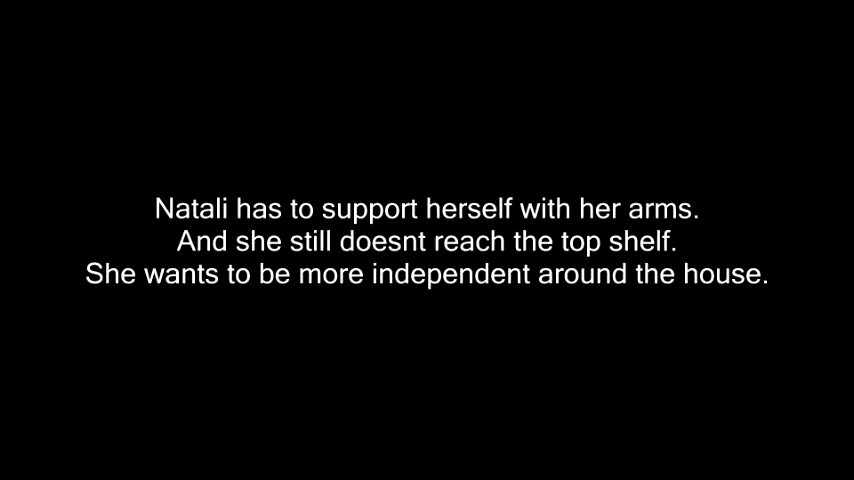 Natali has to support herself with her arms.
And she still doesnt reach the top shelf.
She wants to be more independent around the house.